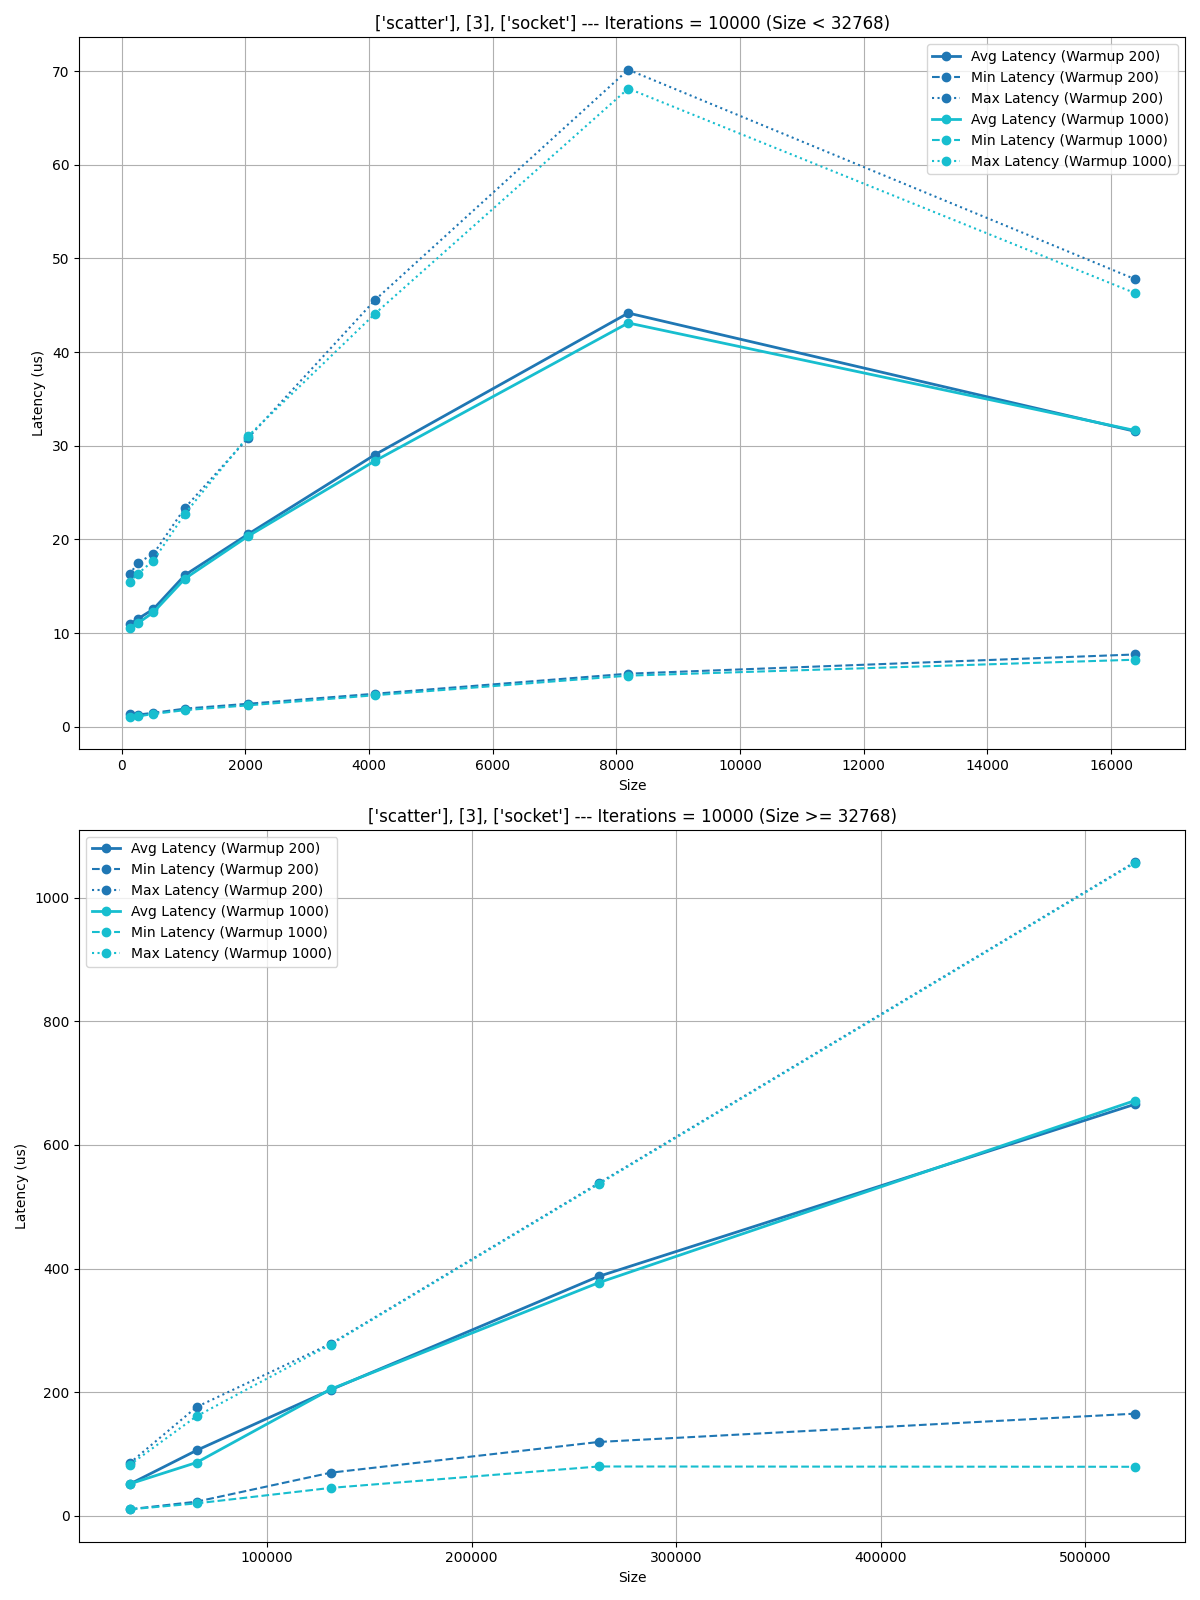 ['scatter'], [3], ['socket'] --- Iterations = 10000 (Size < 32768)
Avg Latency (Warmup 200)
Min Latency (Warmup 200)
Max Latency (Warmup 200)
Avg Latency (Warmup 1000)
Min Latency (Warmup 1000)
Max Latency (Warmup 1000)
70
60
50
40
30
20
10
0
Latency (us)
0 2000 4000 6000 8000 10000 12000 14000 16000
Size
['scatter'], [3], ['socket'] --- Iterations = 10000 (Size >= 32768)
Avg Latency (Warmup 200)
Min Latency (Warmup 200)
Max Latency (Warmup 200)
Avg Latency (Warmup 1000)
Min Latency (Warmup 1000)
Max Latency (Warmup 1000)
1000
800
600
400
200
0
Latency (us)
100000 200000 300000 400000 500000
Size